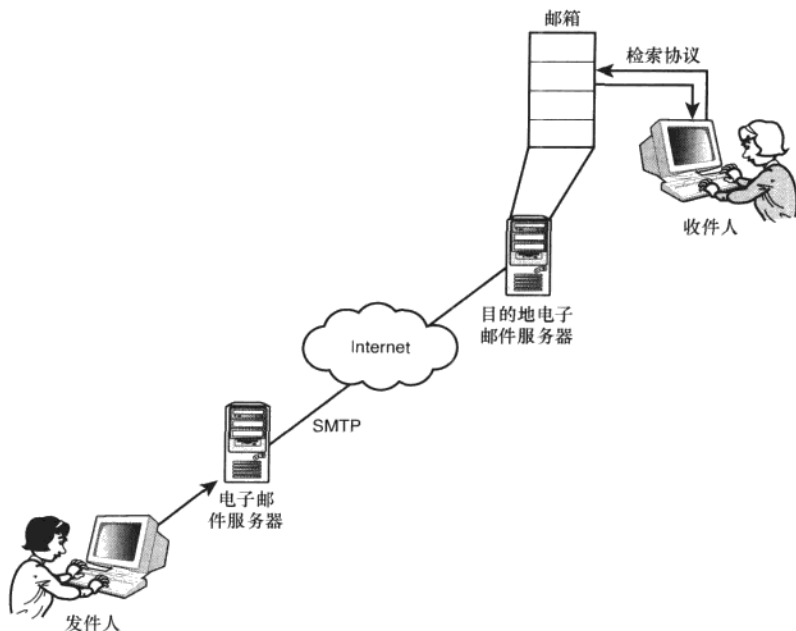 邮箱
检索协议
收件人
目的地电子
邮件服务器
Internet
SMTP
电子邮
件服务器
发件人